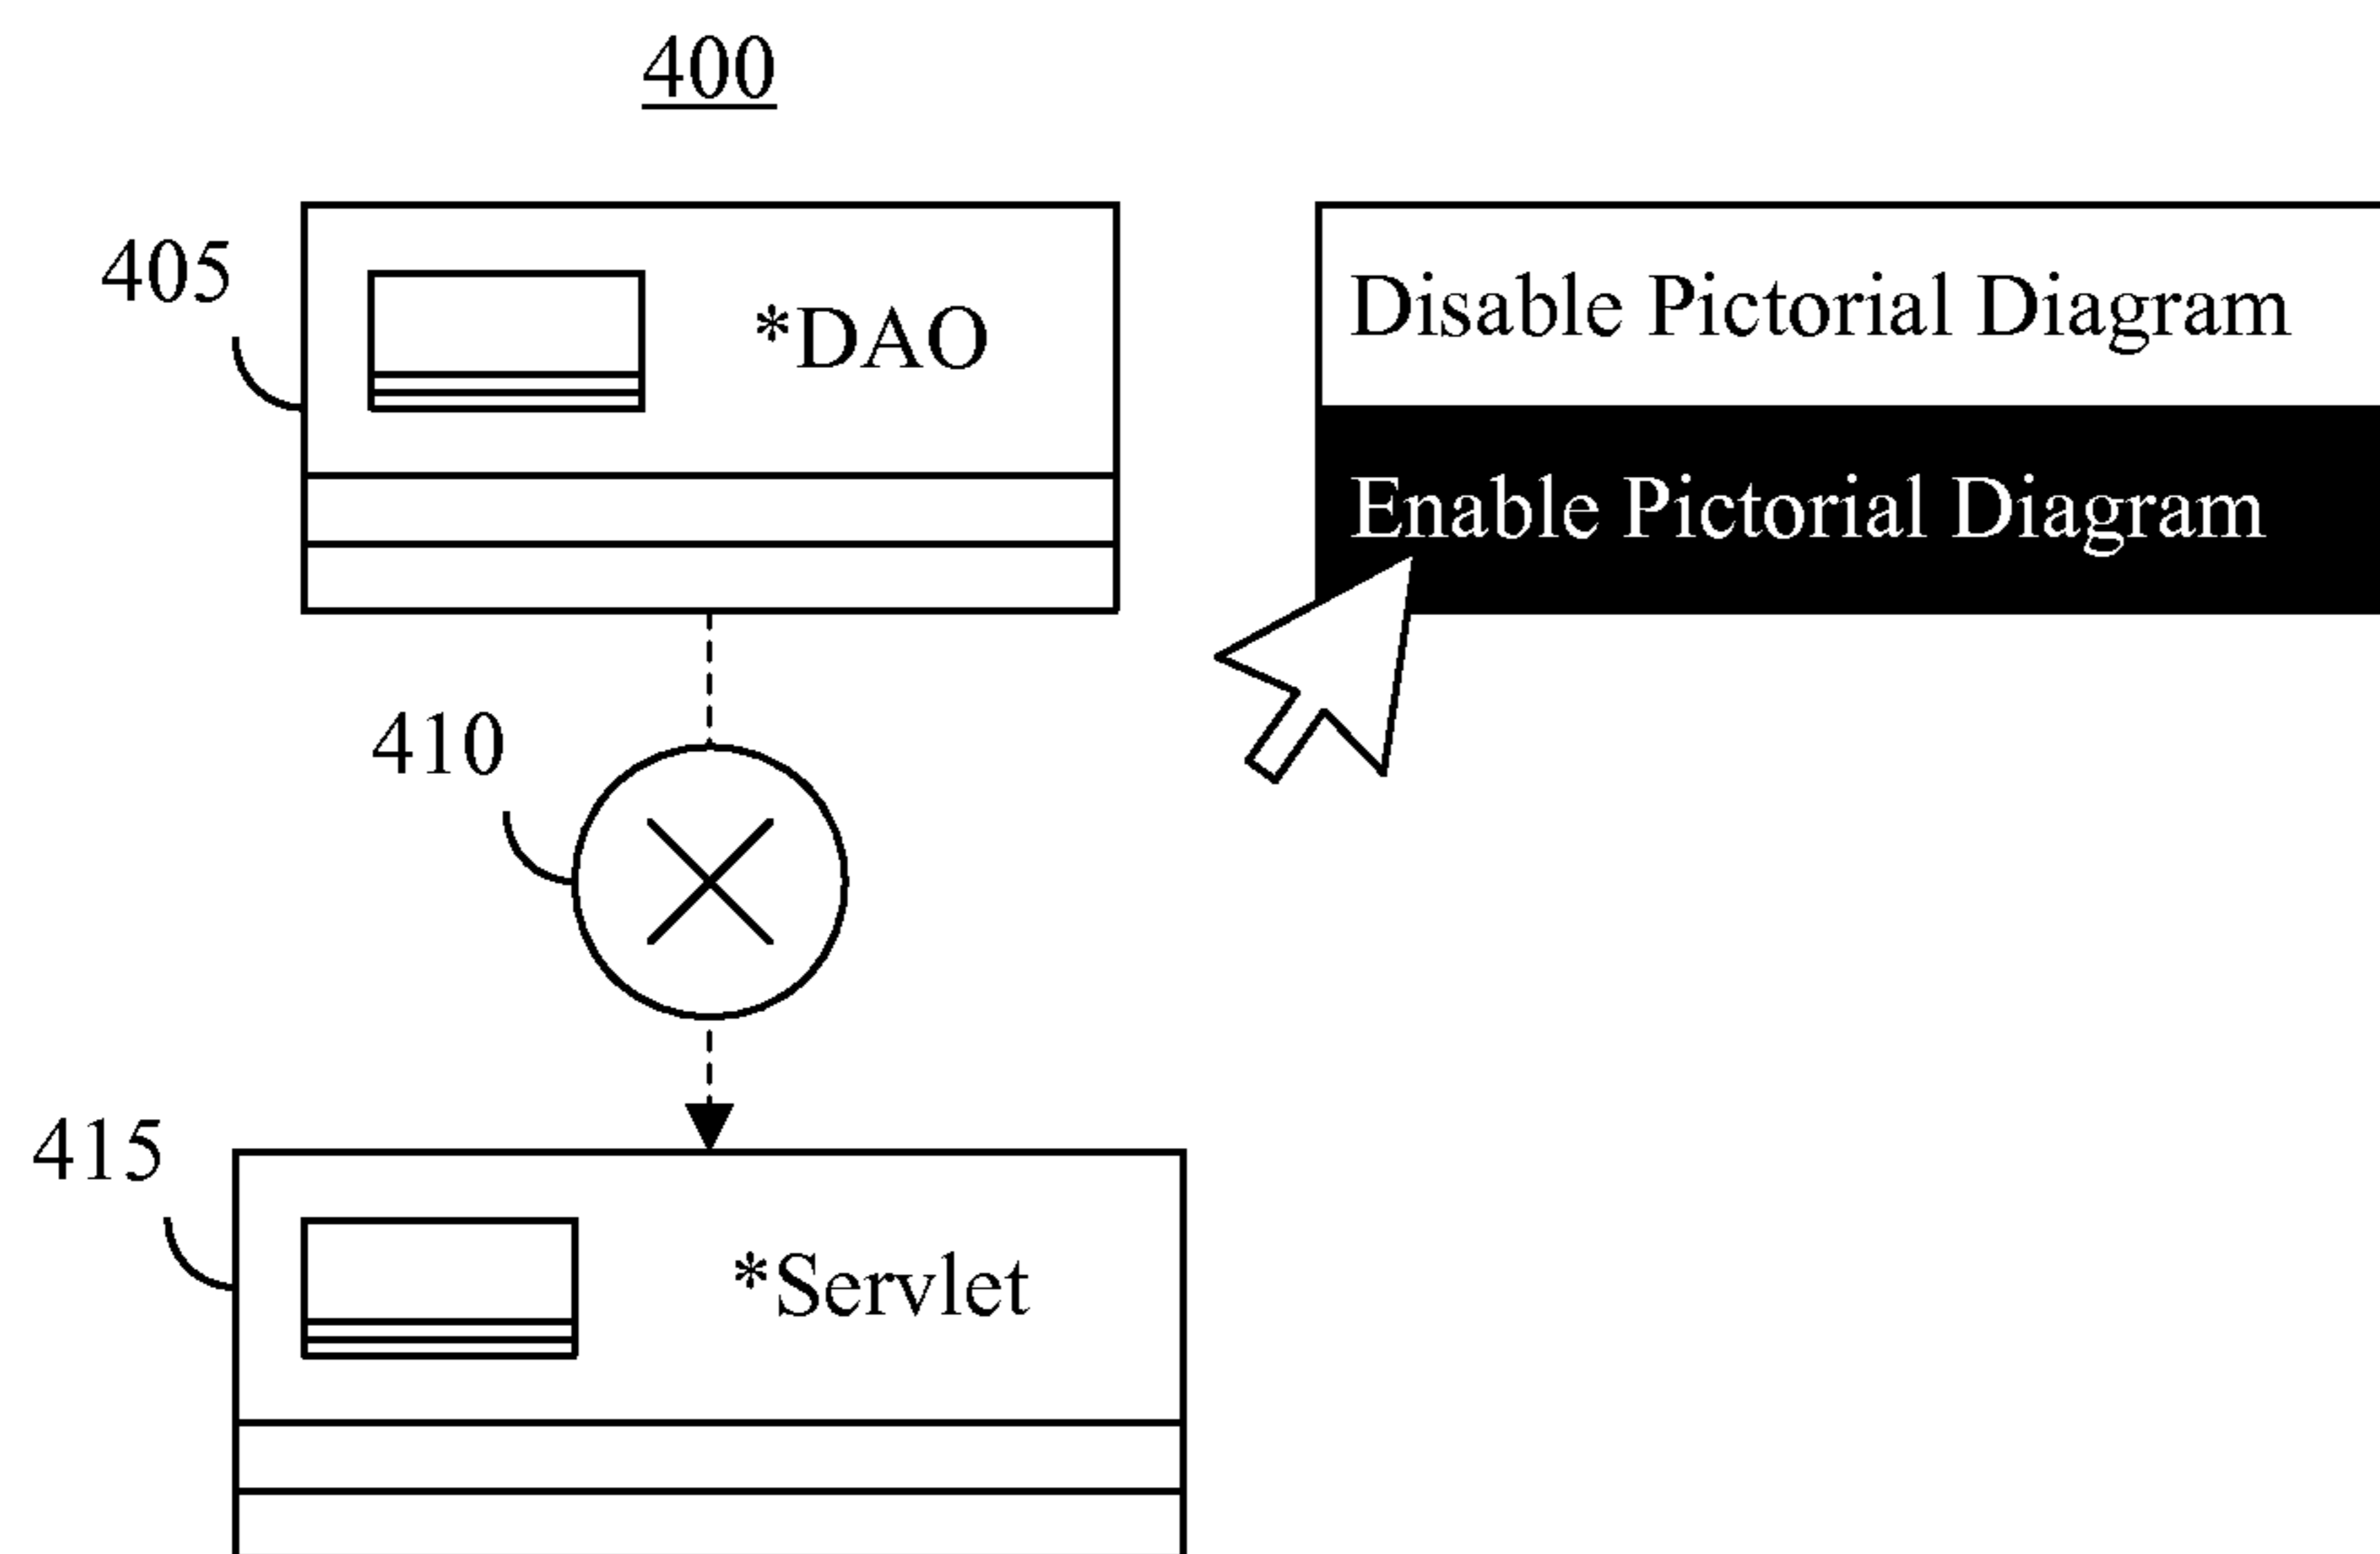 400
405
*DAO
Disable Pictorial Diagram
Enable Pictorial Diagram
410
415
*Servlet